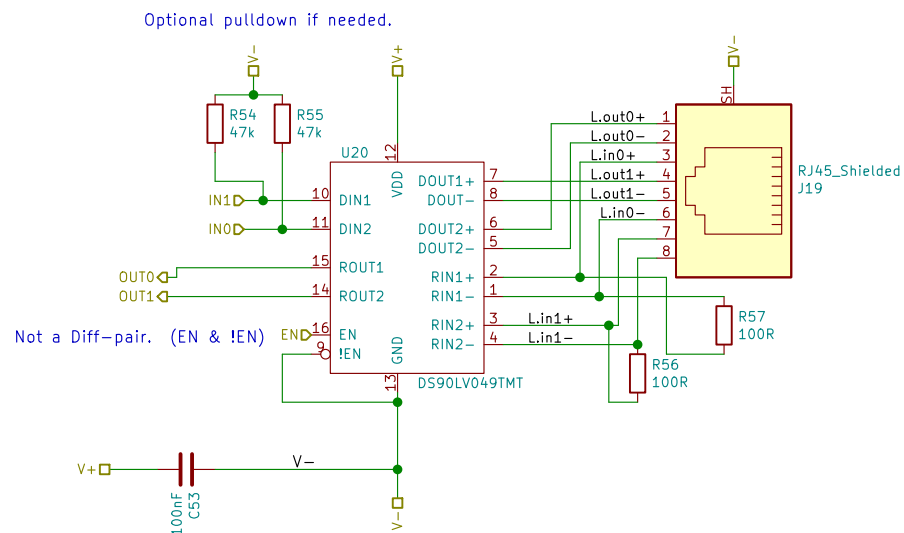 Optional pulldown if needed.
V-
V+
V-
SH
R54
47k
R55
47k
U20
12
VDD
L.out0+
1
L.out0-
2
L.in0+
3
L.out1+
4
L.out1-
5
L.in0-
6
7
8
RJ45_Shielded
J19
IN1
10
DIN1
DOUT1+
7
DOUT-
8
IN0
11
DIN2
DOUT2+
6
DOUT2-
5
OUT0
15
ROUT1
RIN1+
2
OUT1
14
ROUT2
RIN1-
1
Not a Diff-pair. (EN & !EN)
EN
16
EN
RIN2+
3
L.in1+
9
!EN
RIN2-
4
L.in1-
GND
13
DS90LV049TMT
R57
100R
R56
100R
V+
V-
100nF
C53
V-